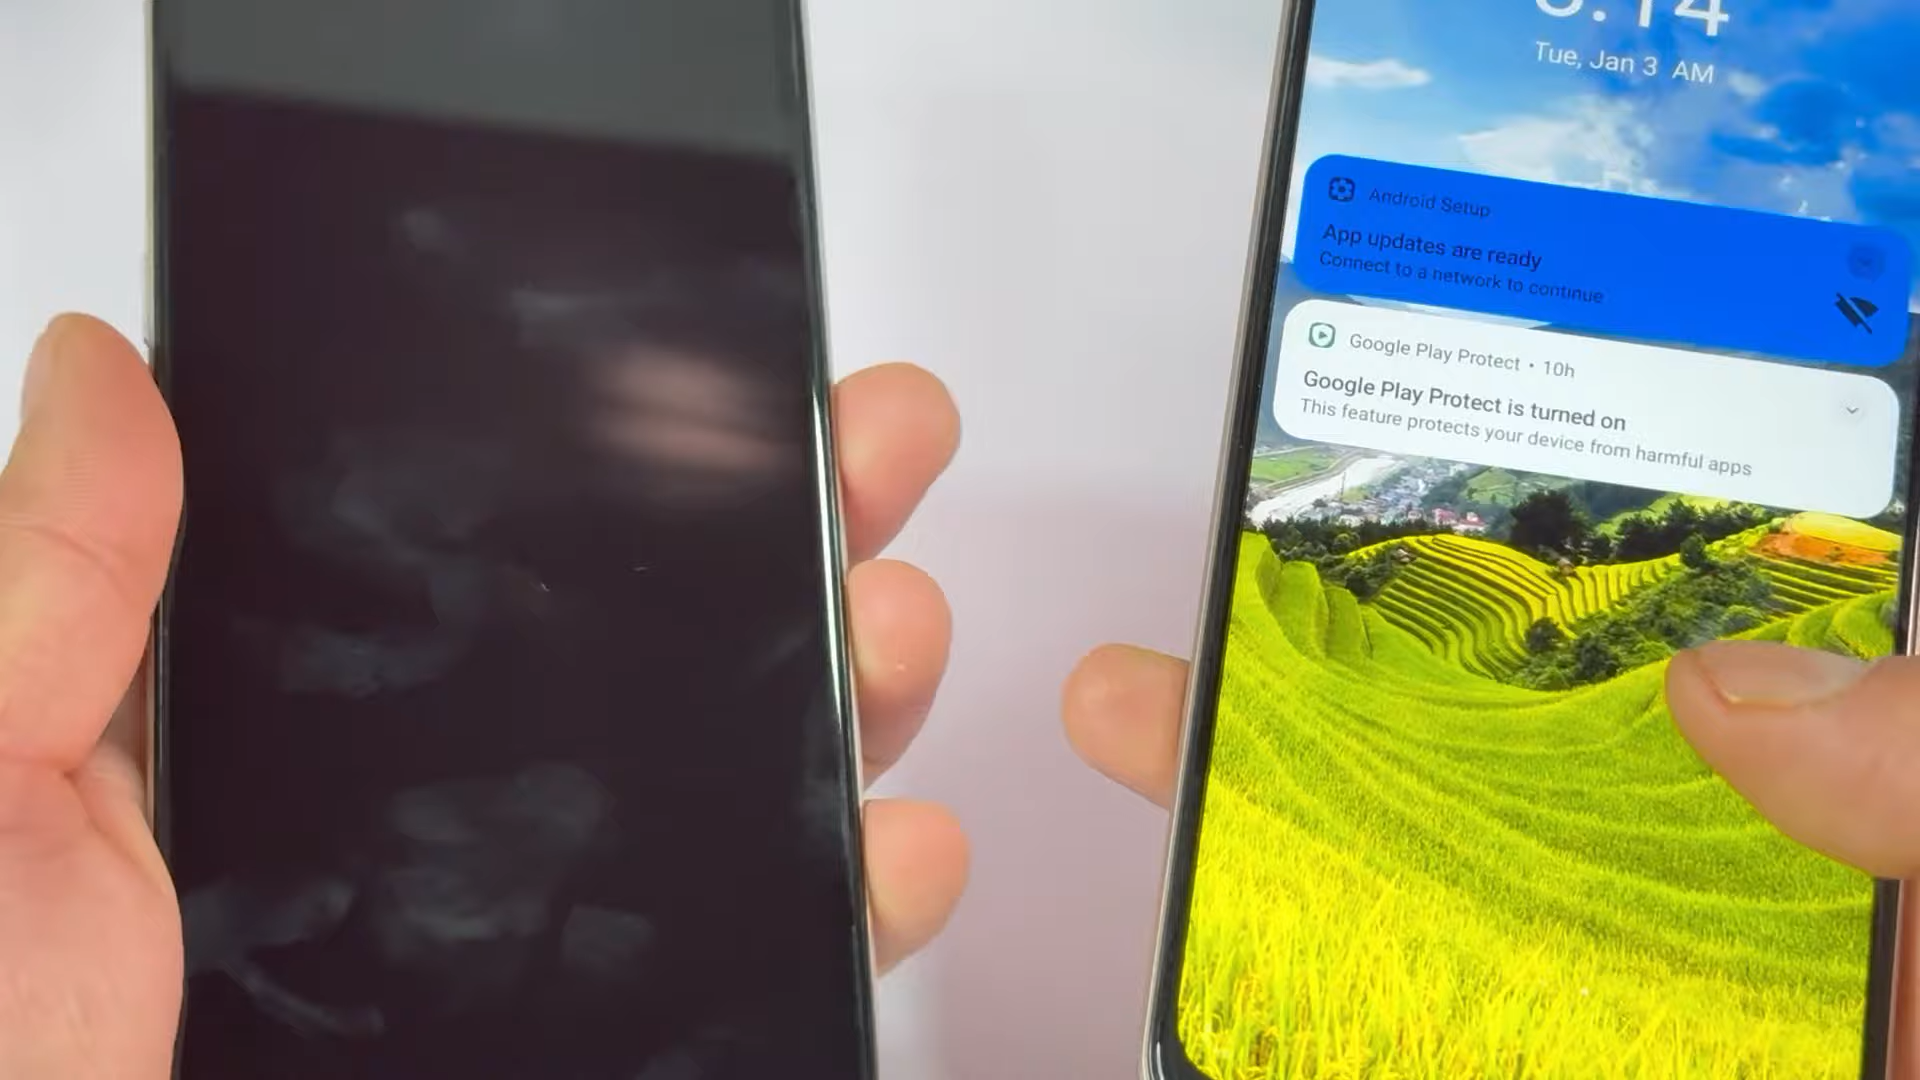 Tue, Jan 3 AM
Android Setup
App updates are ready
Connect to a network to continue
Google Play Protect • 10h
Google Play Protect is turned on
This feature protects your device from harmful apps